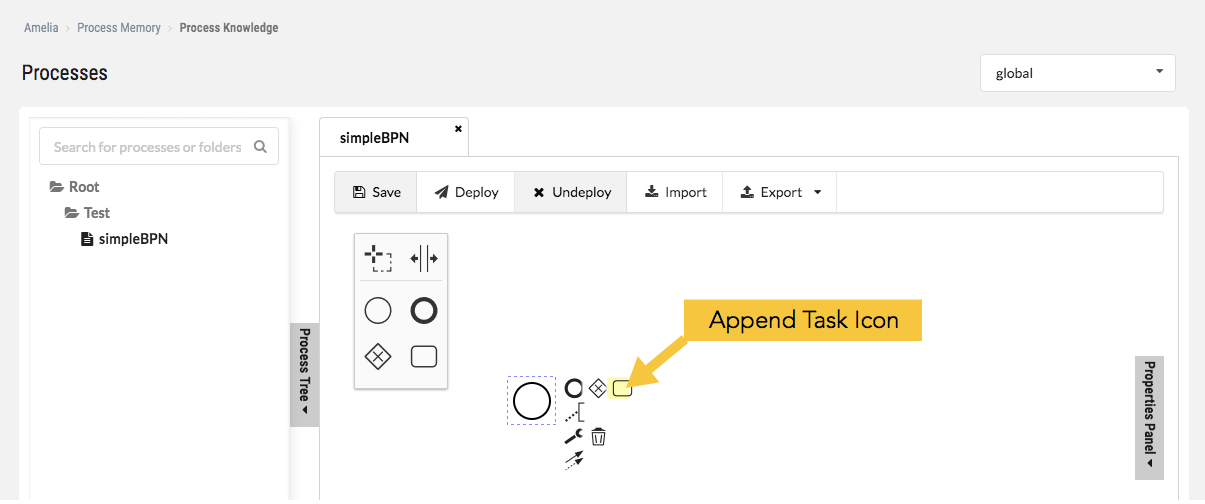 Amelia › Process Memory › Process Knowledge
Processes
global
Search for processes or folders
Root
Test
simpleBPN
Process Tree
simpleBPN
Save Deploy Undeploy Import Export
Append Task Icon
Properties Panel